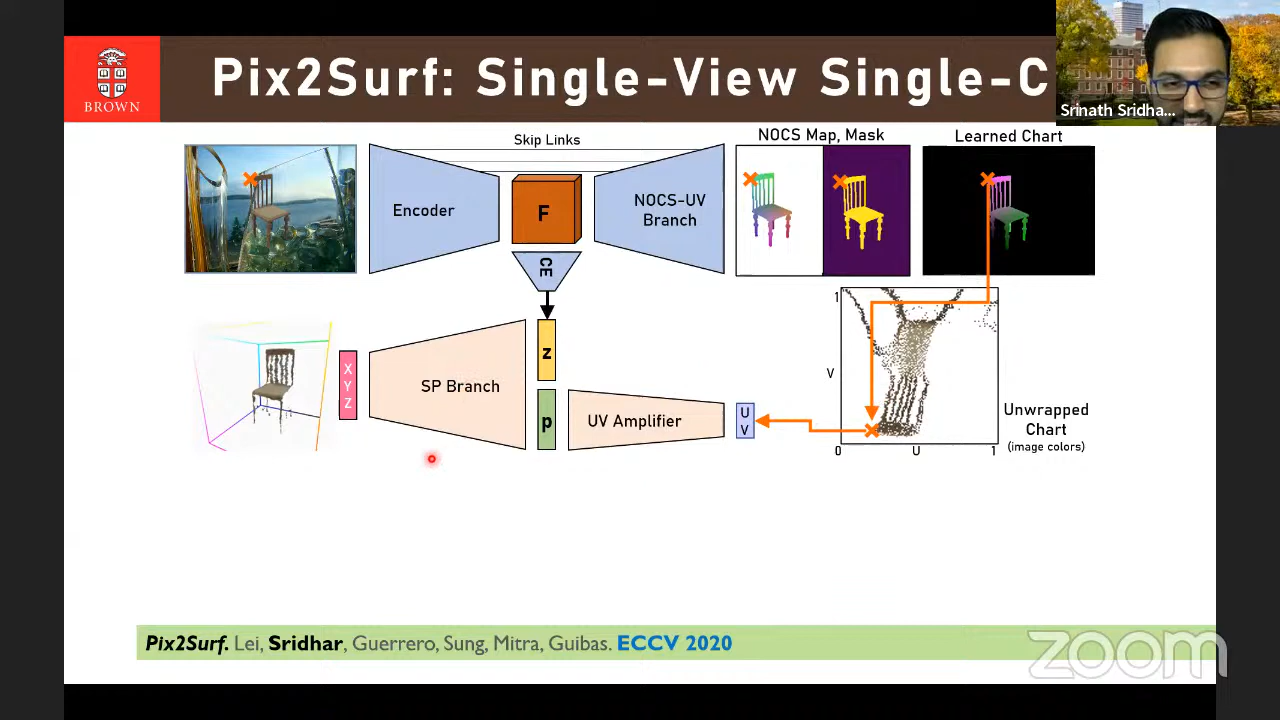 BROWN
Pix2Surf: Single-View Single-C
Srinath Sridha...
Skip Links
NOCS Map, Mask
Learned Chart
Encoder
F
NOCS-UV
Branch
CE
z
X
Y
Z
SP Branch
p
UV Amplifier
U
V
1
V
0
U
1
Unwrapped
Chart
(image colors)
Pix2Surf. Lei, Sridhar, Guerrero, Sung, Mitra, Guibas. ECCV 2020
zoom